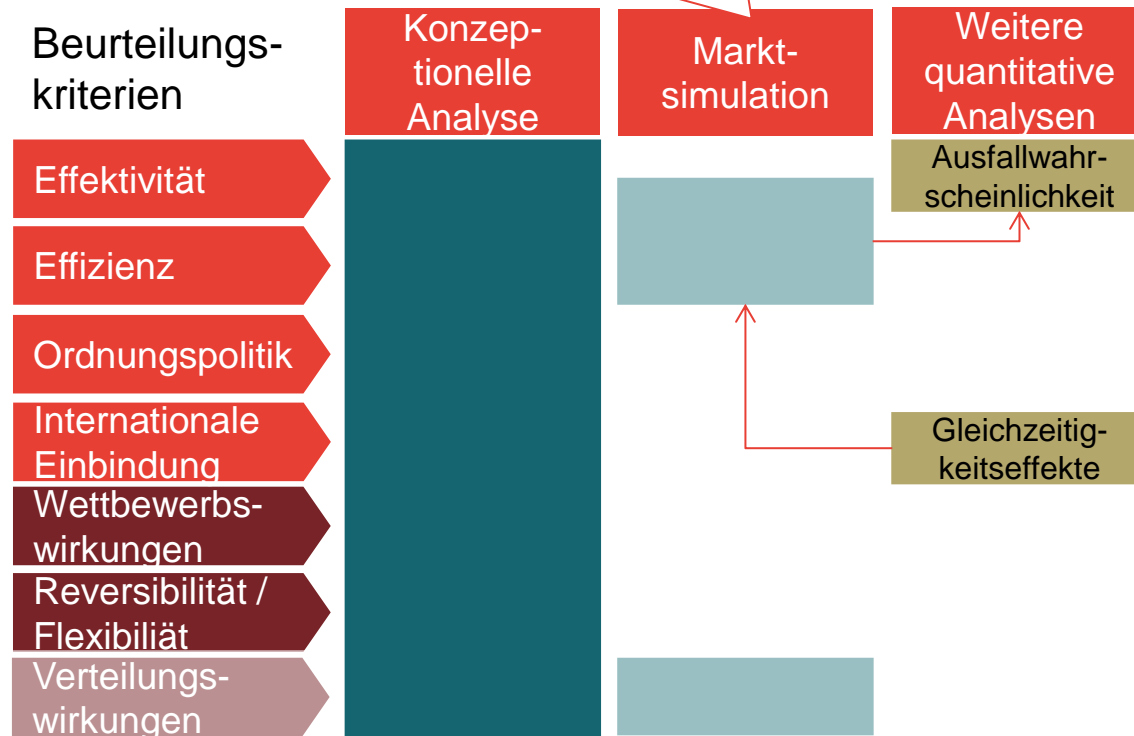 Beurteilungs-
kriterien
Konzep-
tionelle
Analyse
Markt-
simulation
Weitere
quantitative
Analysen
Effektivität
Ausfallwahr-
scheinlichkeit
Effizienz
Ordnungspolitik
Internationale
Einbindung
Gleichzeitig-
keitseffekte
Wettbewerbs-
wirkungen
Reversibilität /
Flexibiliät
Verteilungs-
wirkungen